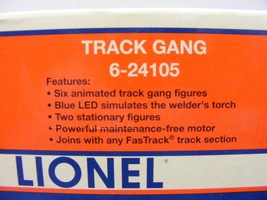 TRACK GANG
6-24105
Features:
• Six animated track gang figures
• Blue LED simulates the welder's torch
• Two stationary figures
• Powerful maintenance-free motor
• Joins with any FasTrack® track section
LIONEL